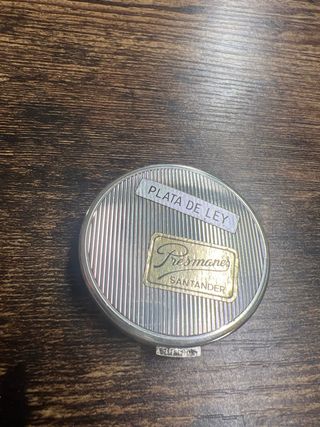 PLATA DE LEY
Presmanes
SANTANDER